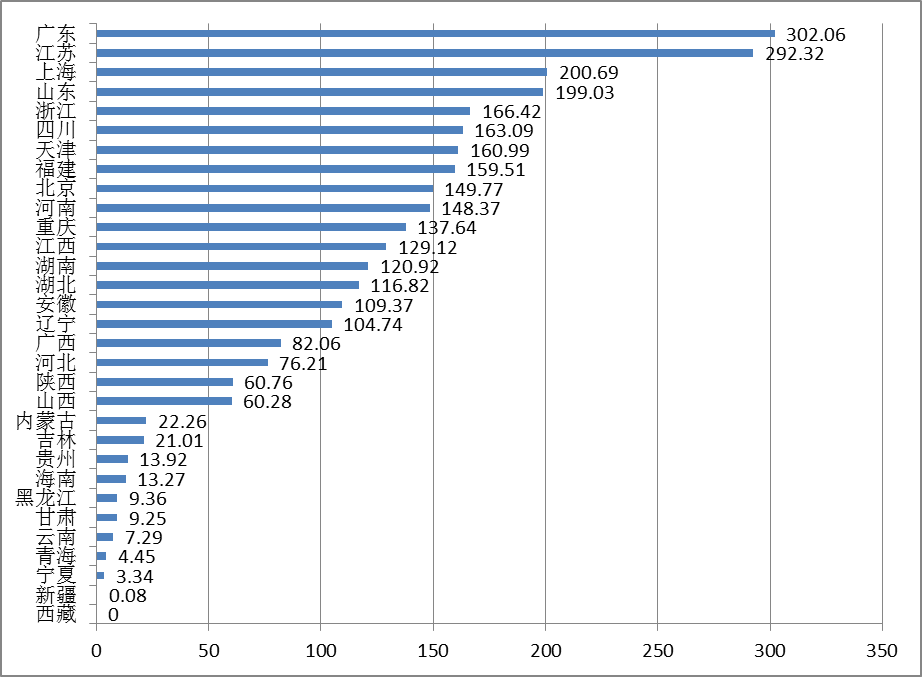 广东 302.06
江苏 292.32
上海 200.69
山东 199.03
浙江 166.42
四川 163.09
天津 160.99
福建 159.51
北京 149.77
河南 148.37
重庆 137.64
江西 129.12
湖南 120.92
湖北 116.82
安徽 109.37
辽宁 104.74
广西 82.06
河北 76.21
陕西 60.76
山西 60.28
内蒙古 22.26
吉林 21.01
贵州 13.92
海南 13.27
黑龙江 9.36
甘肃 9.25
云南 7.29
青海 4.45
宁夏 3.34
新疆 0.08
西藏 0
0 50 100 150 200 250 300 350